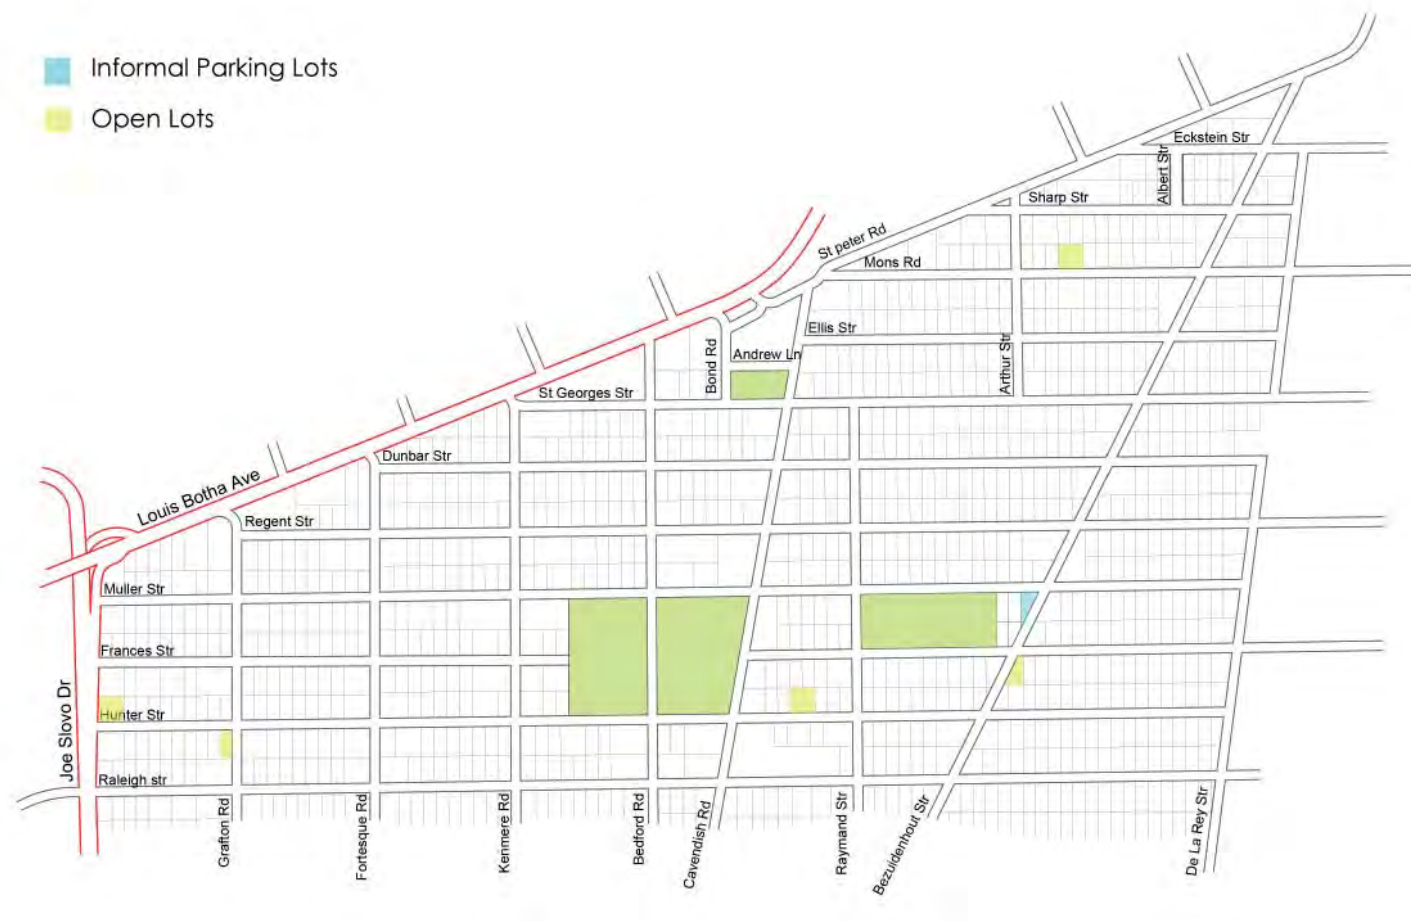 Informal Parking Lots
Open Lots
Eckstein Str
Albert Str
Sharp Str
St peter Rd
Mons Rd
Ellis Str
Arthur Str
Andrew Ln
Bond Rd
St Georges Str
Dunbar Str
Louis Botha Ave
Regent Str
Muller Str
Frances Str
Hunter Str
Joe Slovo Dr
Raleigh str
Grafton Rd
Fortesque Rd
Kenmere Rd
Bedford Rd
Cavendish Rd
Raymand Str
Bezuidenhout Str
De La Rey Str